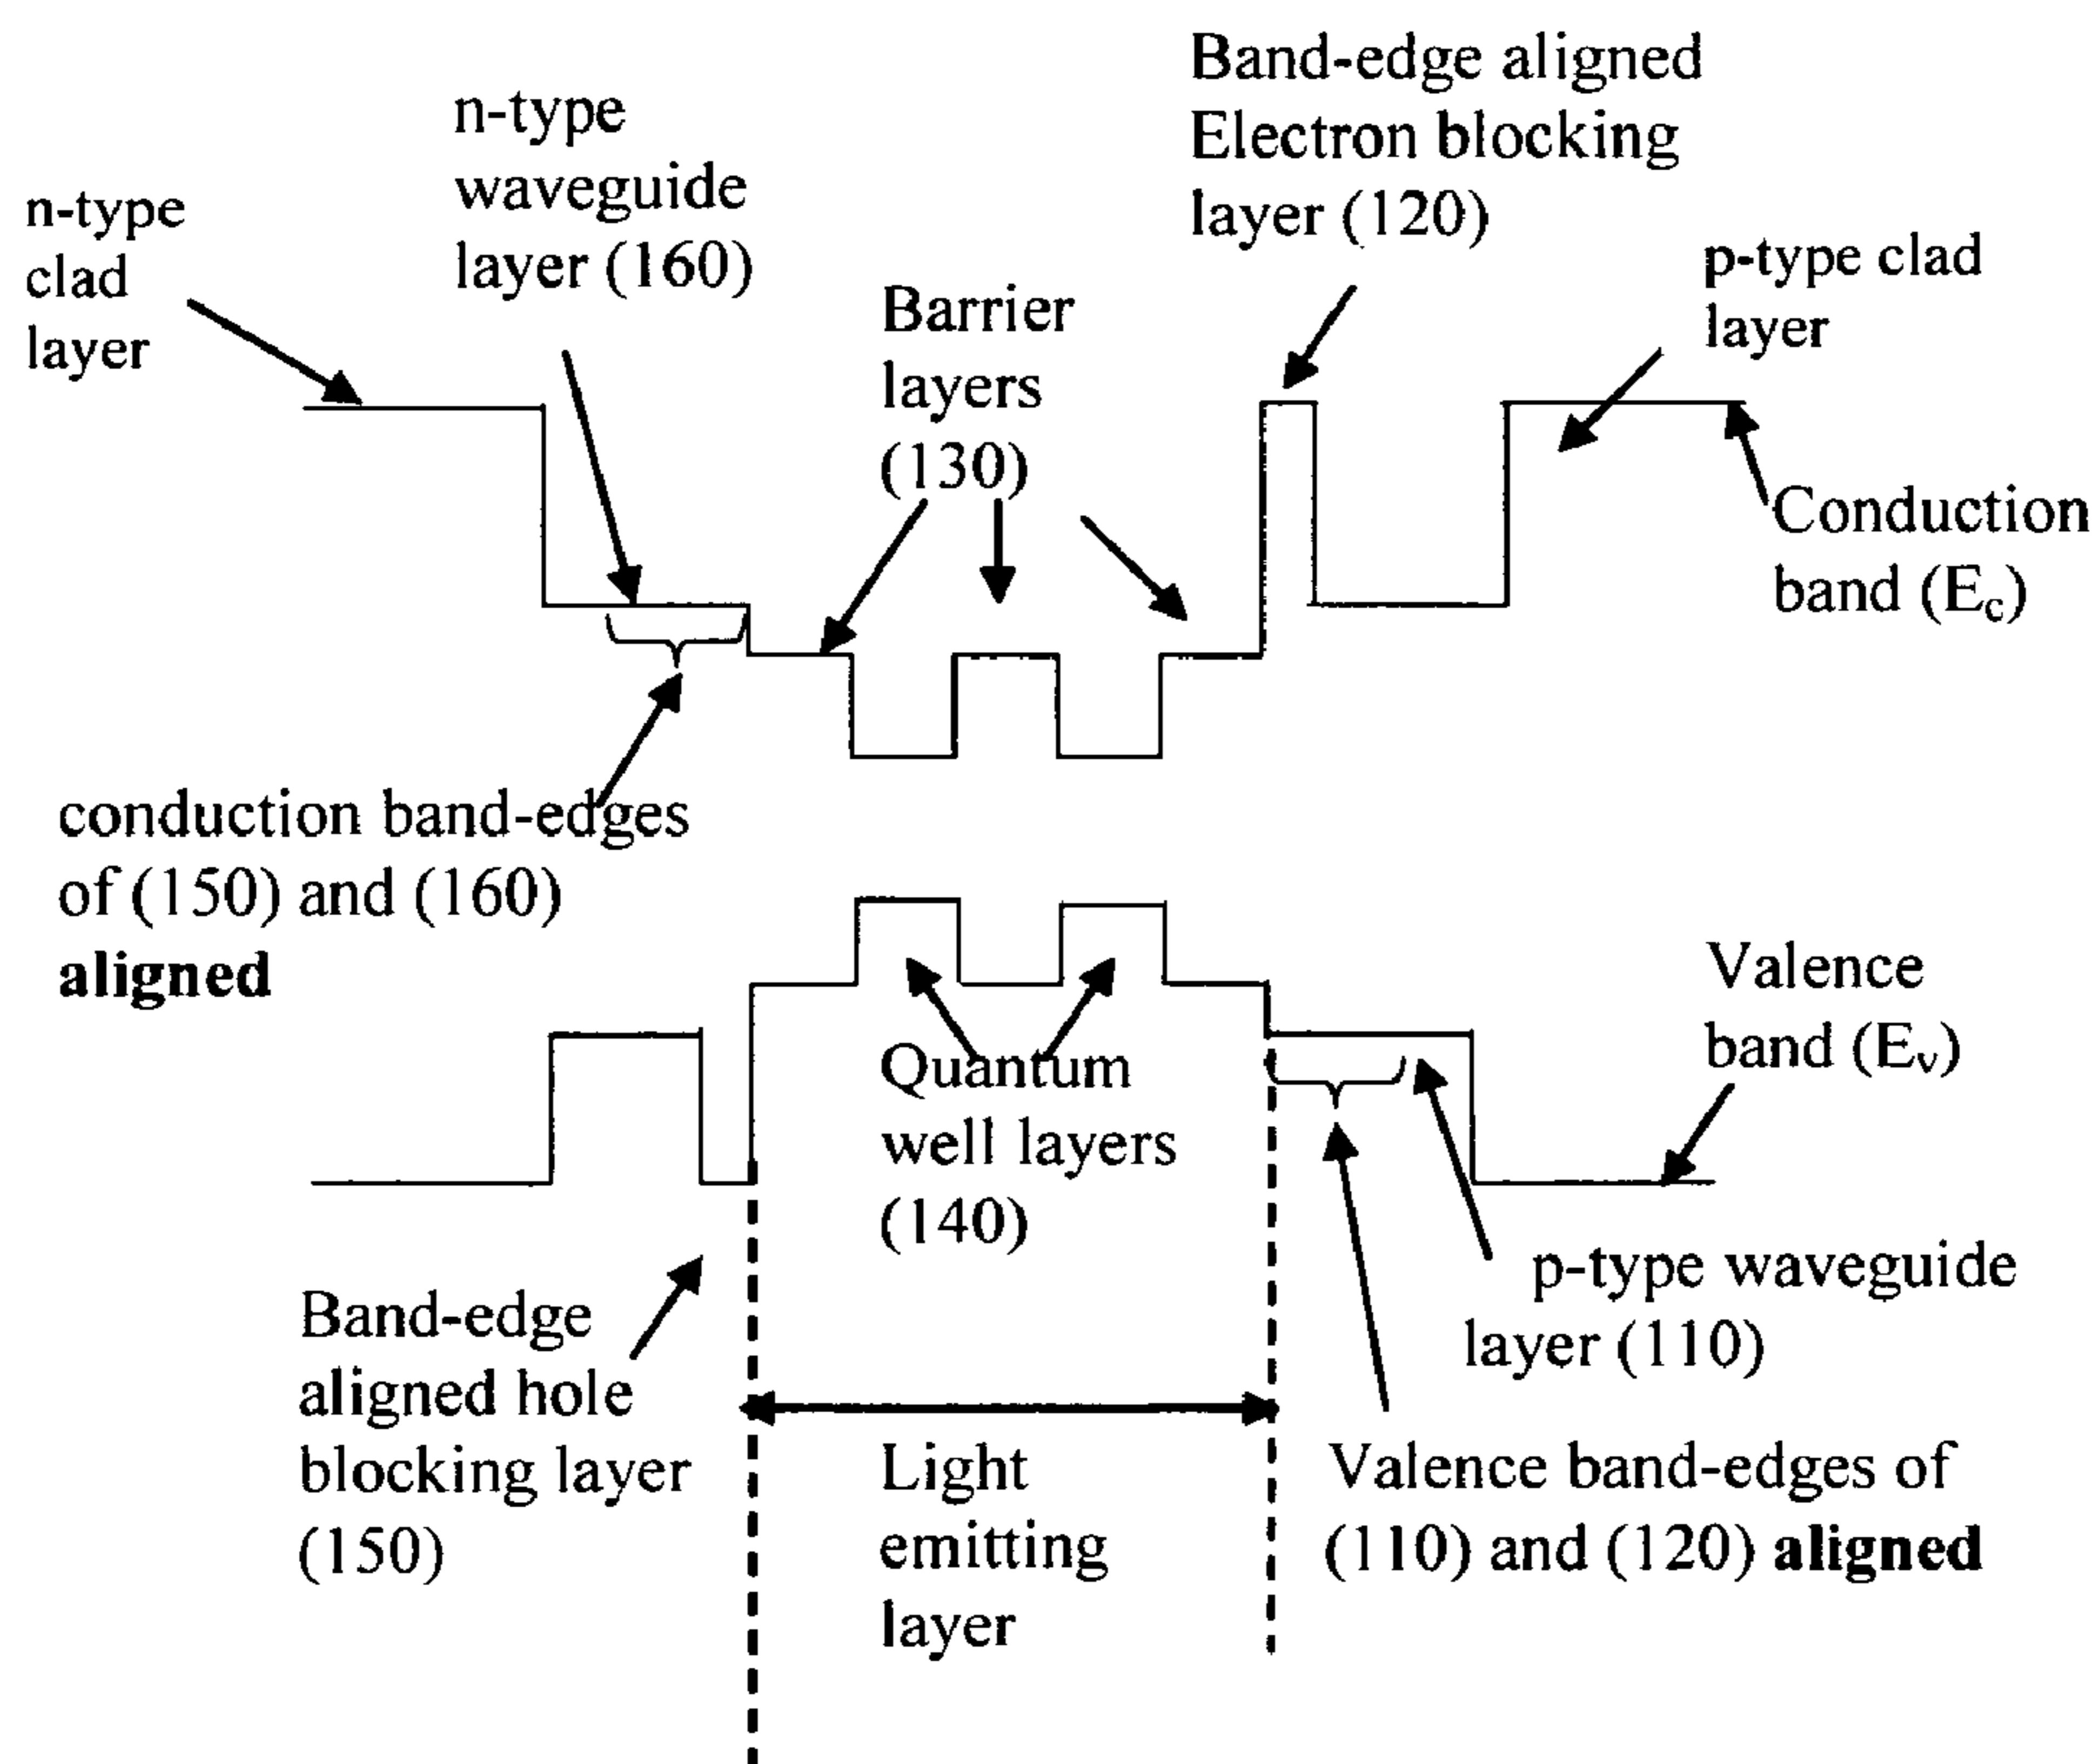 n-type
clad
layer
n-type
waveguide
layer (160)
Barrier
layers
(130)
Band-edge aligned
Electron blocking
layer (120)
p-type clad
layer
Conduction
band (Ec)
conduction band-edges
of (150) and (160)
aligned
Quantum
well layers
(140)
Valence
band (Ev)
Band-edge
aligned hole
blocking layer
(150)
Light
emitting
layer
p-type waveguide
layer (110)
Valence band-edges of
(110) and (120) aligned